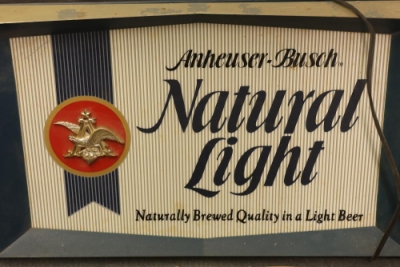 Anheuser-Busch
Natural
Light
Naturally Brewed Quality in a Light Beer